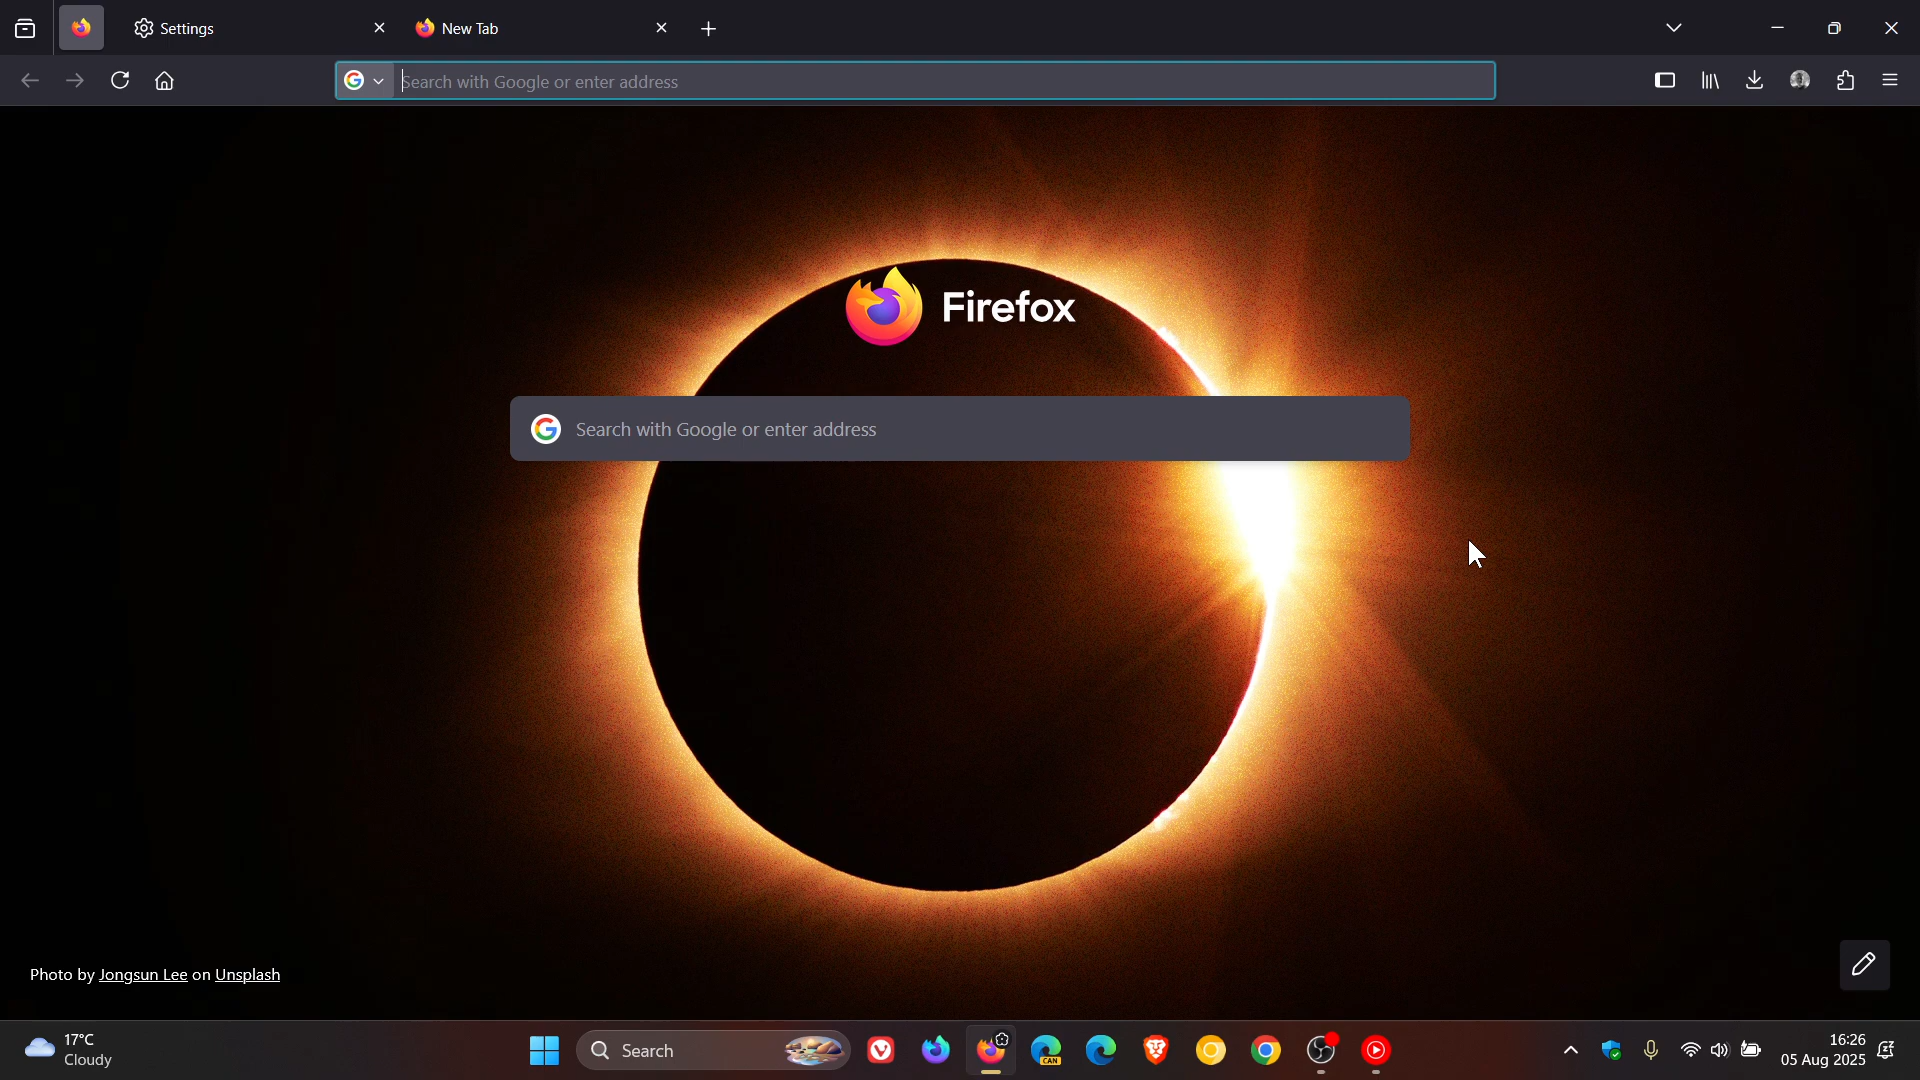 Settings
New Tab
Search with Google or enter address
Firefox
Search with Google or enter address
Photo by Jongsun Lee on Unsplash
17°C
Cloudy
Search
CAN
16:26
05 Aug 2025